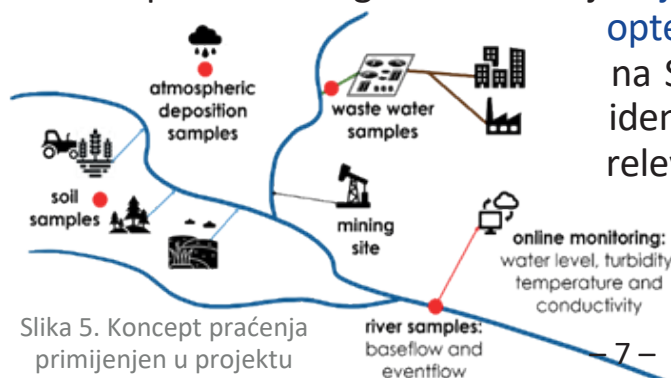 opte
na S
iden
relev
atmospheric
deposition
samples
waste water
samples
soil
samples
mining
site
online monitoring:
water level, turbidity
temperature and
conductivity
river samples:
baseflow and
eventflow
Slika 5. Koncept praćenja
primijenjen u projektu
– 7 –